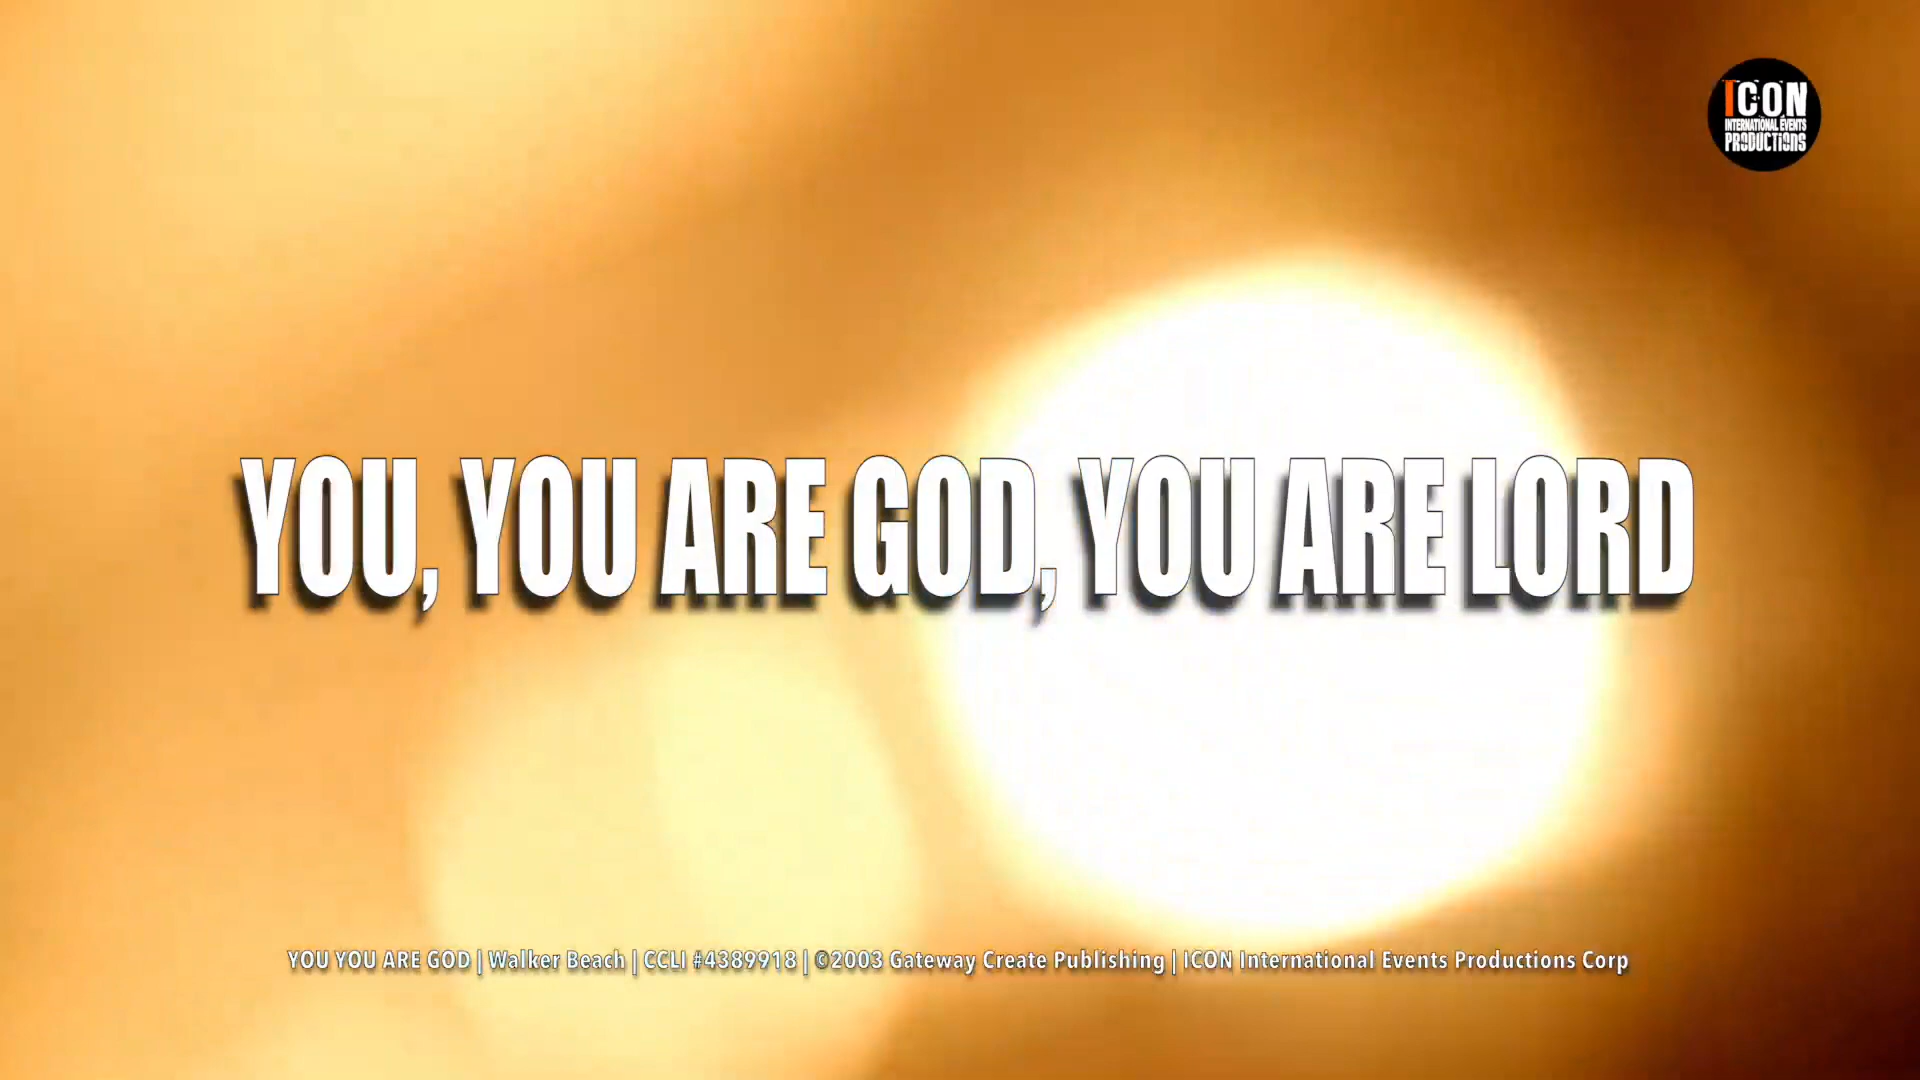 ICON
INTERNATIONAL EVENTS
PRODUCTIONS
YOU, YOU ARE GOD, YOU ARE LORD
YOU YOU ARE GOD | Walker Beach | CCLI #4389918 | ©2003 Gateway Create Publishing | ICON International Events Productions Corp